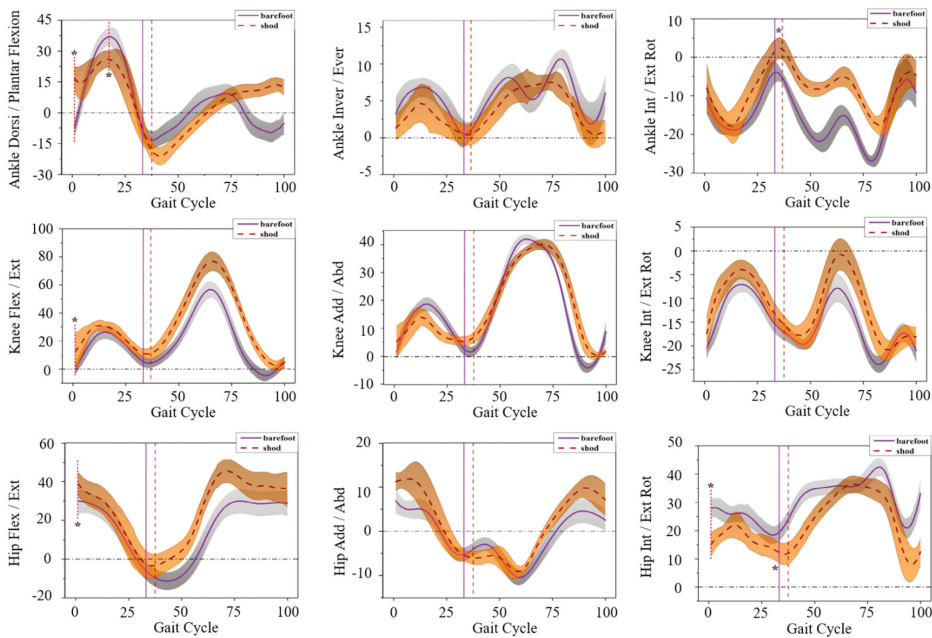 Ankle Dorsi / Plantar Flexion
45
30
15
0
-15
-30
*
*
barefoot
shod
0
25
50
75
100
Gait Cycle
Ankle Inver / Ever
15
10
5
0
-5
barefoot
shod
0
25
50
75
100
Gait Cycle
Ankle Int / Ext Rot
10
0
-10
-20
-30
*
barefoot
shod
0
25
50
75
100
Gait Cycle
Knee Flex / Ext
100
80
60
40
20
0
*
barefoot
shod
0
25
50
75
100
Gait Cycle
Knee Add / Abd
40
30
20
10
0
-10
barefoot
shod
0
25
50
75
100
Gait Cycle
Knee Int / Ext Rot
5
0
-5
-10
-15
-20
-25
barefoot
shod
0
25
50
75
100
Gait Cycle
Hip Flex / Ext
60
40
20
0
-20
*
barefoot
shod
0
25
50
75
100
Gait Cycle
Hip Add / Abd
20
10
0
-10
barefoot
shod
0
25
50
75
100
Gait Cycle
Hip Int / Ext Rot
50
40
30
20
10
0
*
*
barefoot
shod
0
25
50
75
100
Gait Cycle